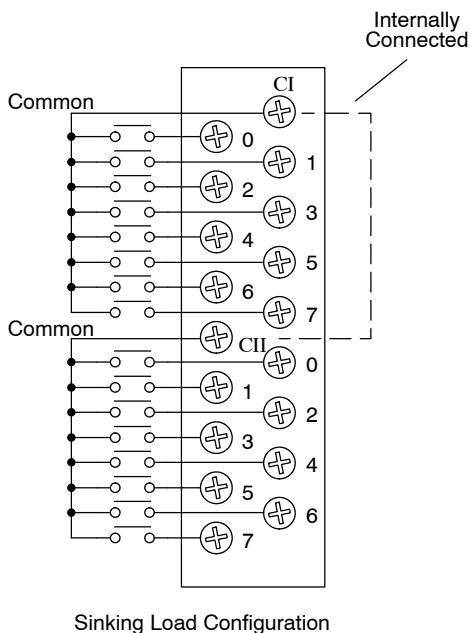 Internally
Connected
CI
Common
0
1
2
3
4
5
6
7
Common
CII
0
1
2
3
4
5
6
7
Sinking Load Configuration